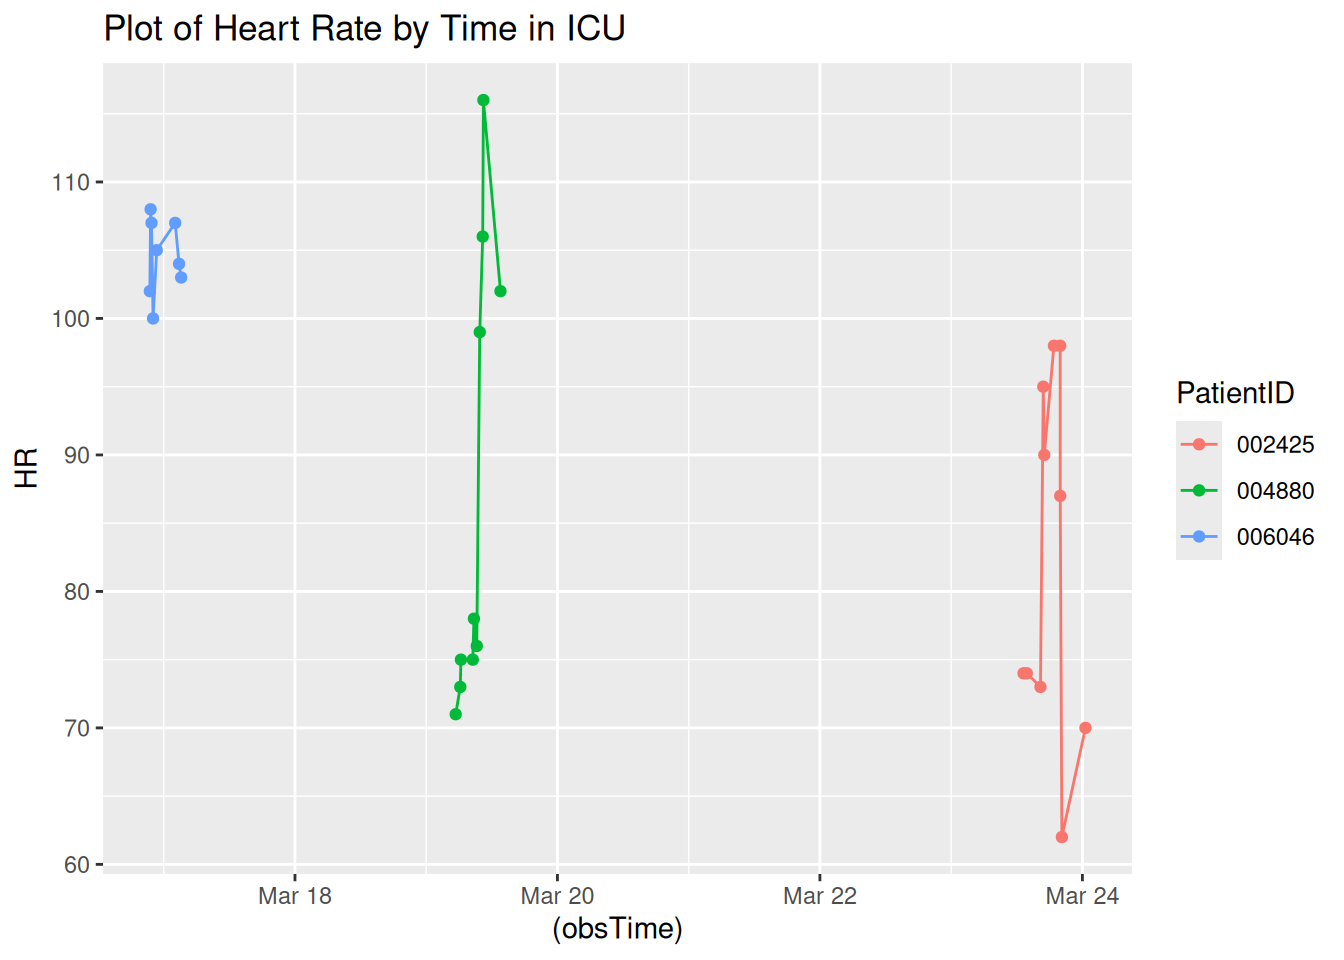 Plot of Heart Rate by Time in ICU
HR
110
100
90
80
70
60
Mar 18
Mar 20
Mar 22
Mar 24
(obsTime)
PatientID
002425
004880
006046